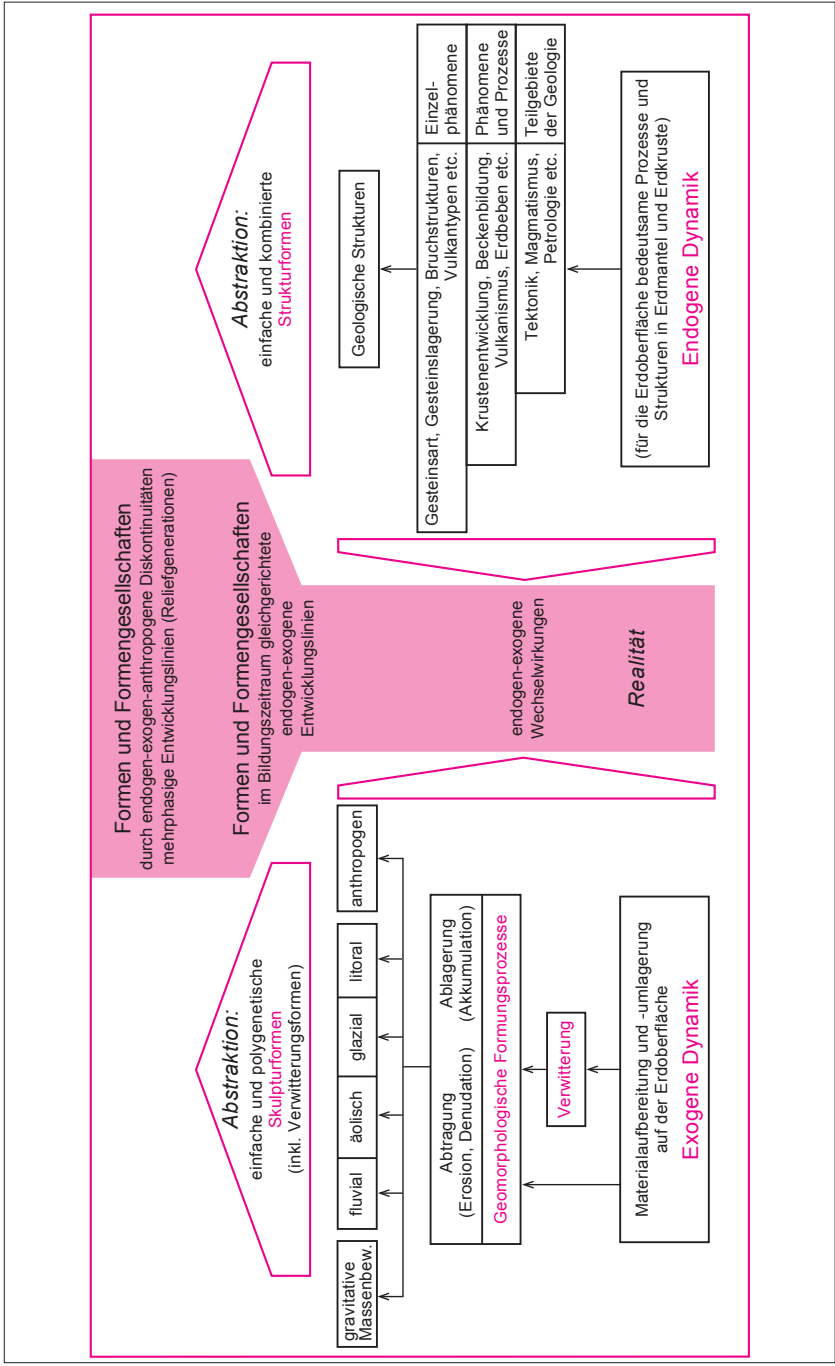 Formen und Formengesellschaften
durch endogen-exogen-anthropogene Diskontinuitäten
mehrphasige Entwicklungslinien (Reliefgenerationen)
Formen und Formengesellschaften
im Bildungszeitraum gleichgerichtete
endogen-exogene
Entwicklungslinien
endogen-exogene
Wechselwirkungen
Realität
Abstraktion:
einfache und polygenetische
Skulpturformen
(inkl. Verwitterungsformen)
gravitative
Massenbew.
fluvial
äolisch
glazial
litoral
anthropogen
Abtragung
(Erosion, Denudation)
Ablagerung
(Akkumulation)
Geomorphologische Formungsprozesse
Verwitterung
Materialaufbereitung und -umlagerung
auf der Erdoberfläche
Exogene Dynamik
Abstraktion:
einfache und kombinierte
Strukturformen
Geologische Strukturen
Gesteinsart, Gesteinslagerung, Bruchstrukturen,
Vulkantypen etc.
Einzel-
phänomene
Krustenentwicklung, Beckenbildung,
Vulkanismus, Erdbeben etc.
Phänomene
und Prozesse
Tektonik, Magmatismus,
Petrologie etc.
Teilgebiete
der Geologie
(für die Erdoberfläche bedeutsame Prozesse und
Strukturen in Erdmantel und Erdkruste)
Endogene Dynamik